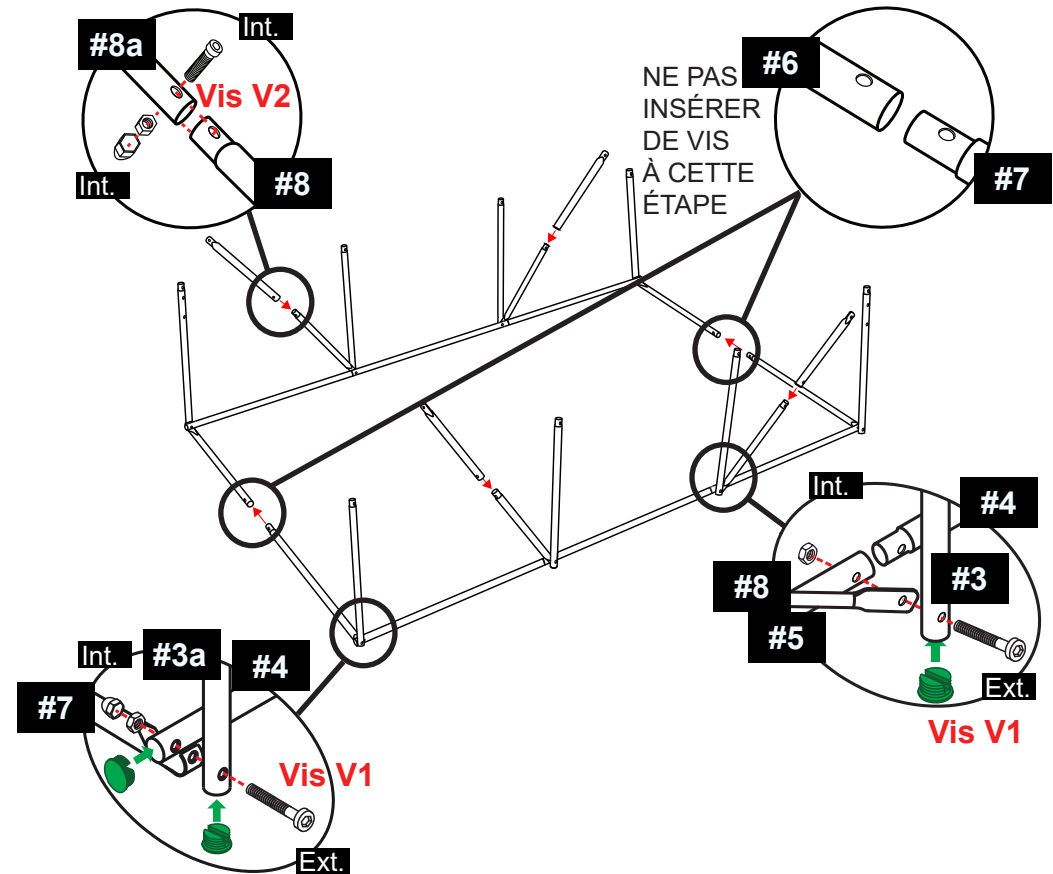 #8a
Int.
Vis V2
Int.
#8
NE PAS
INSÉRER
DE VIS
À CETTE
ÉTAPE
#6
#7
Int.
#4
#8
#3
#5
Ext.
Vis V1
Int.
#3a
#4
#7
Vis V1
Ext.